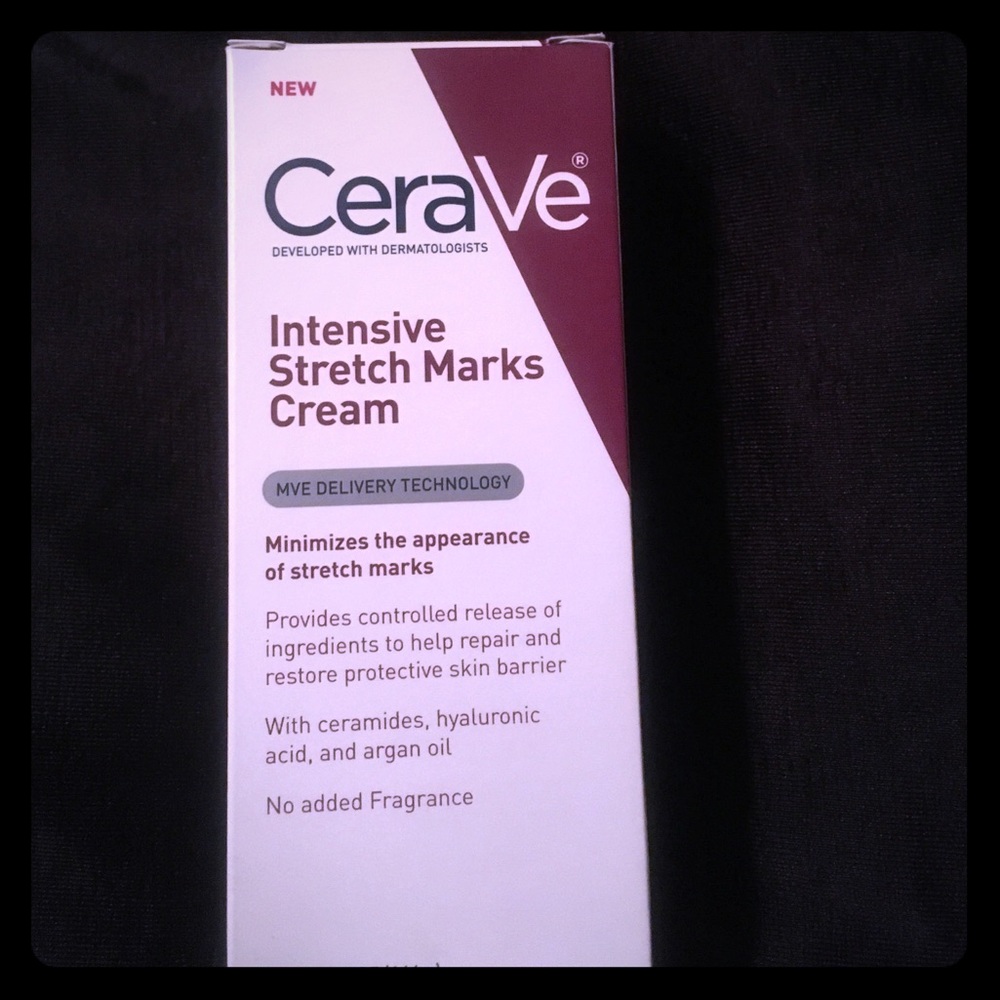 NEW
CeraVe®
DEVELOPED WITH DERMATOLOGISTS
Intensive
Stretch Marks
Cream
MVE DELIVERY TECHNOLOGY
Minimizes the appearance
of stretch marks
Provides controlled release of
ingredients to help repair and
restore protective skin barrier
With ceramides, hyaluronic
acid, and argan oil
No added Fragrance